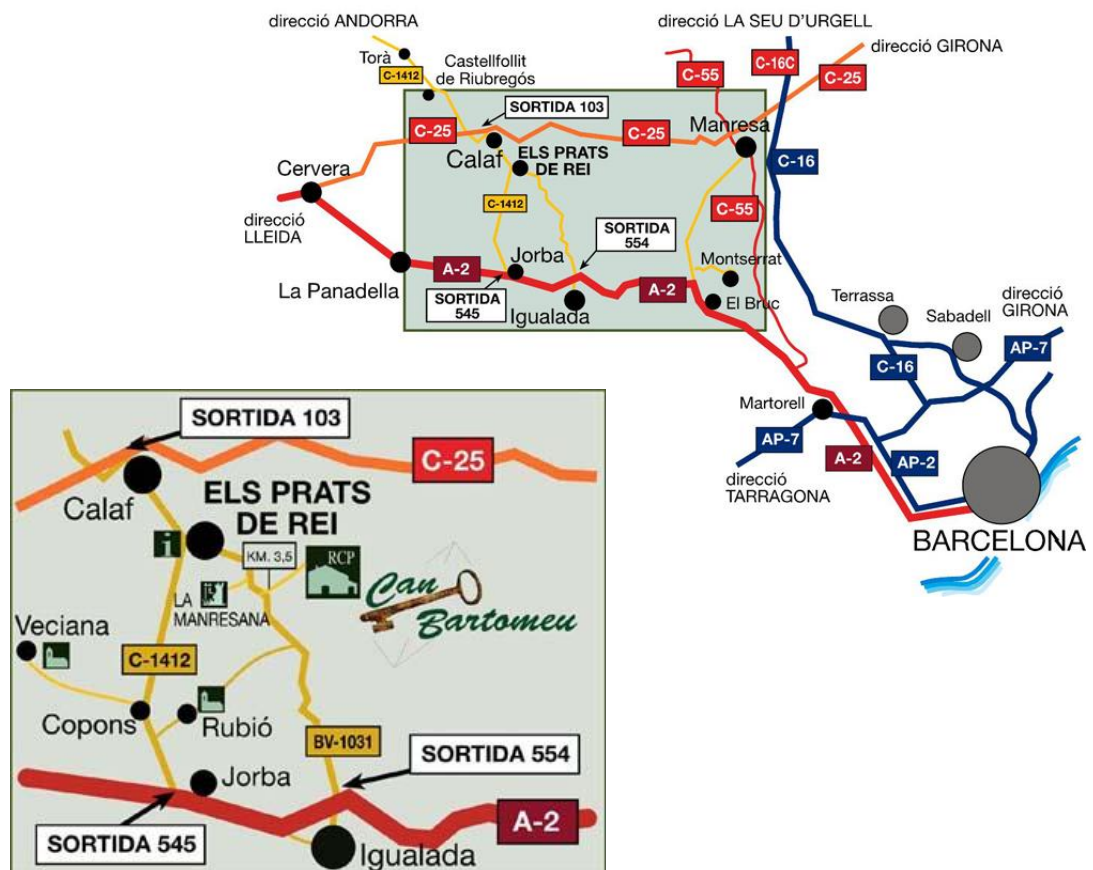 direcció ANDORRA
direcció LA SEU D'URGELL
direcció GIRONA
Torà
C-1412
Castellfollit
de Riubregós
C-55
C-16C
C-25
SORTIDA 103
C-25
C-25
Manresa
Calaf
ELS PRATS
DE REI
C-16
Cervera
C-1412
C-55
direcció
LLEIDA
SORTIDA
554
Jorba
Montserrat
A-2
A-2
La Panadella
SORTIDA
545
Igualada
El Bruc
Terrassa
Sabadell
direcció
GIRONA
AP-7
C-16
Martorell
AP-7
A-2
AP-2
direcció
TARRAGONA
BARCELONA
SORTIDA 103
C-25
Calaf
ELS PRATS
DE REI
i
KM. 3,5
RCP
LA
MANRESANA
Can
Bartomeu
Veciana
C-1412
Copons
Rubió
BV-1031
SORTIDA 554
Jorba
A-2
SORTIDA 545
Igualada